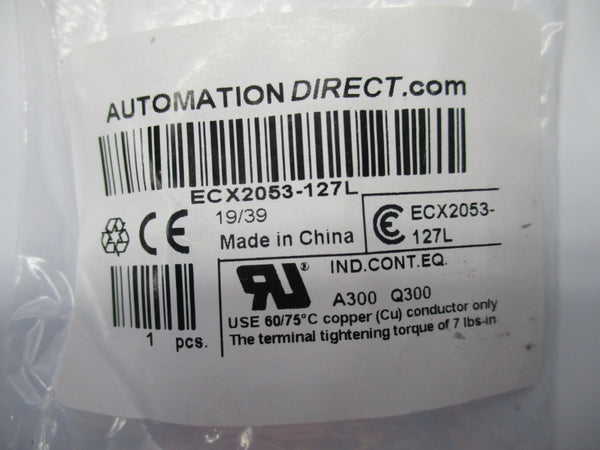 AUTOMATION DIRECT.com
ECX2053-127L
19/39
Made in China
CE
ECX2053-
127L
IND.CONT.EQ.
A300 Q300
1 pcs.
USE 60/75°C copper (Cu) conductor only
The terminal tightening torque of 7 lbs-in